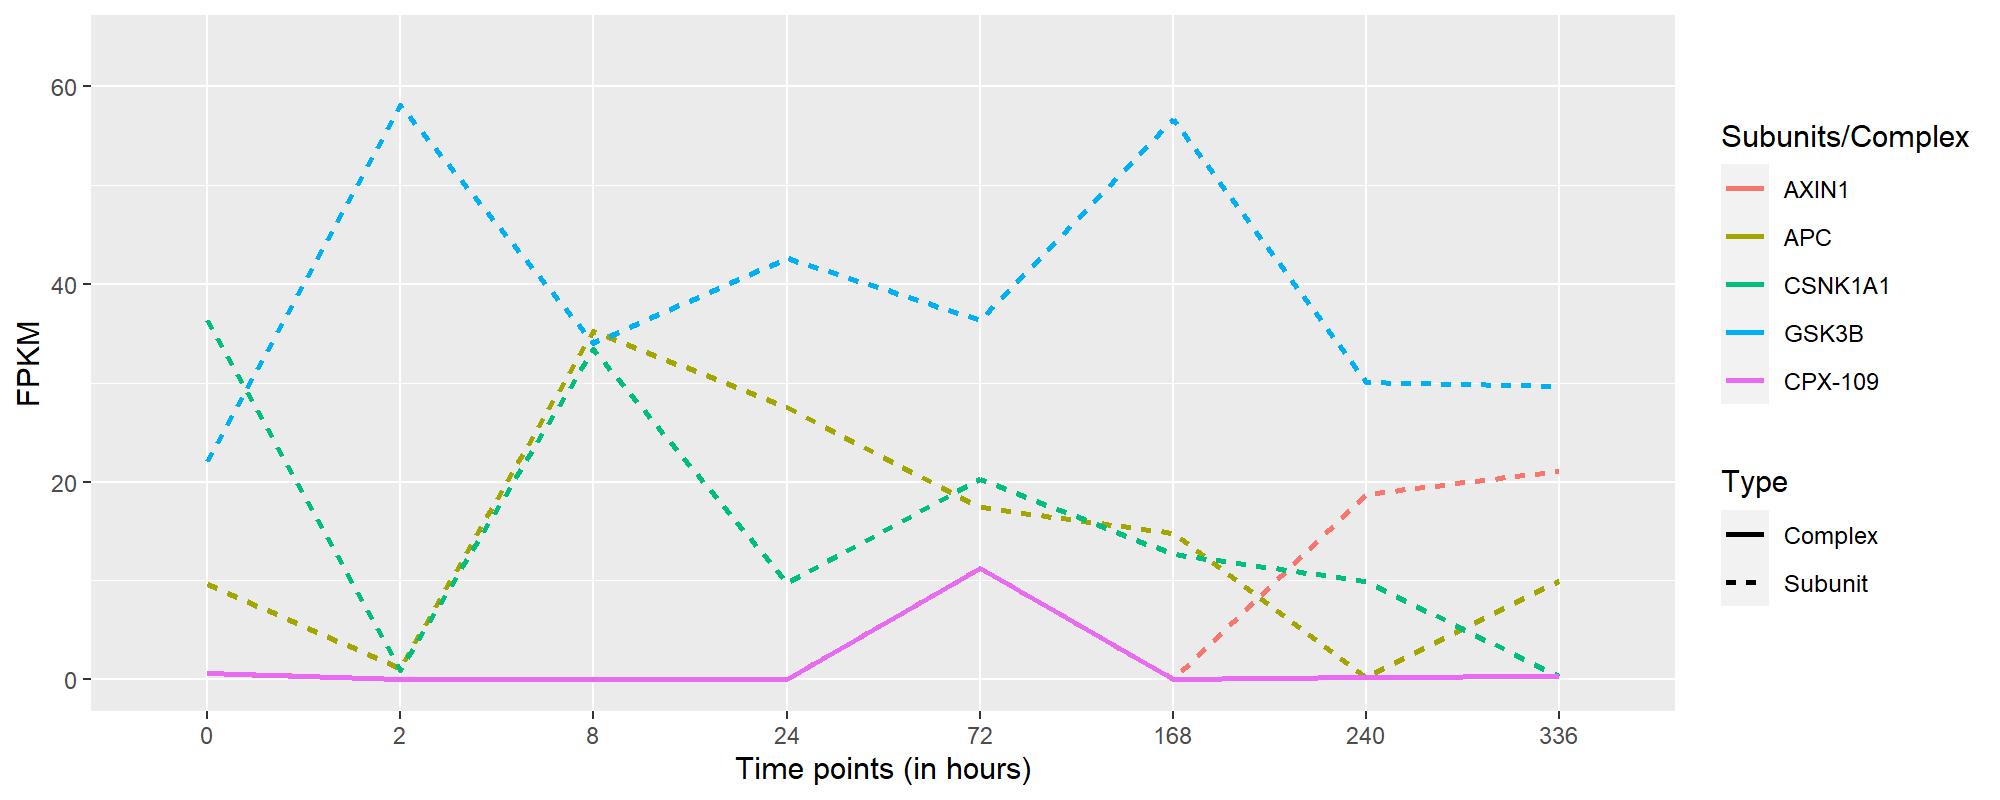 60
40
20
0
FPKM
0 2 8 24 72 168 240 336
Time points (in hours)
Subunits/Complex
AXIN1
APC
CSNK1A1
GSK3B
CPX-109
Type
Complex
Subunit